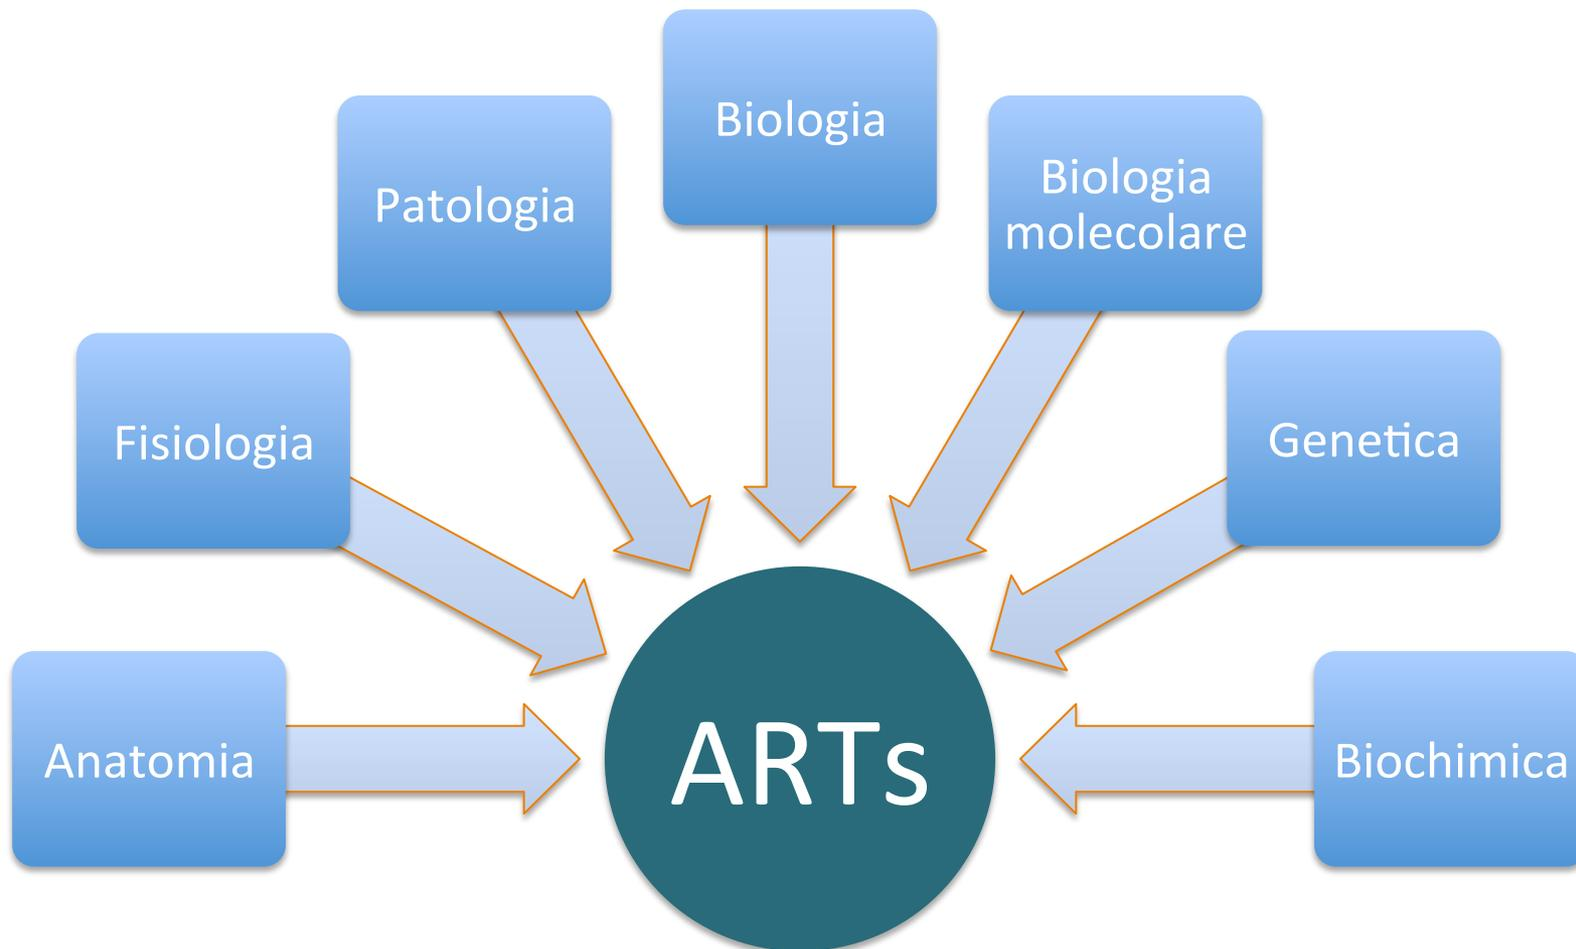 Biologia
Patologia
Biologia
molecolare
Fisiologia
Genetica
Anatomia
ARTs
Biochimica